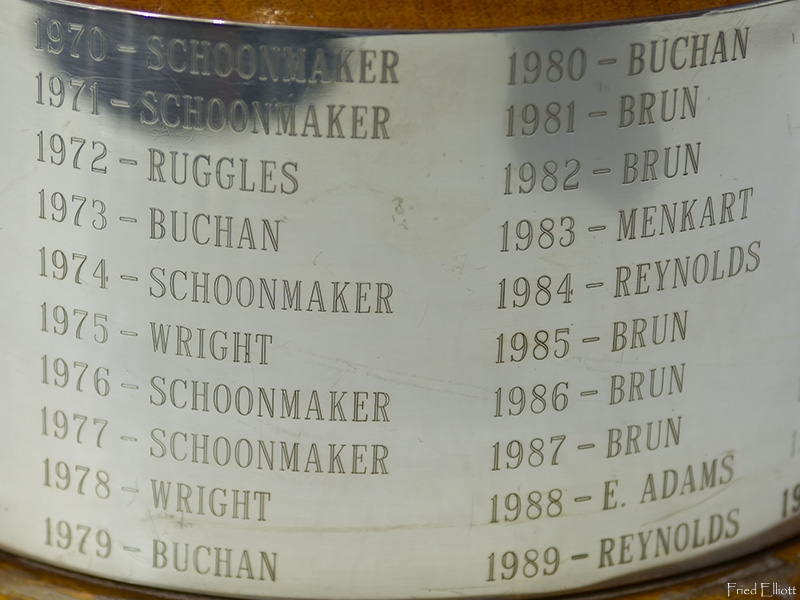 1970 - SCHOONMAKER
1971 - SCHOONMAKER
1972 - RUGGLES
1973 - BUCHAN
1974 - SCHOONMAKER
1975 - WRIGHT
1976 - SCHOONMAKER
1977 - SCHOONMAKER
1978 - WRIGHT
1979 - BUCHAN
1980 - BUCHAN
1981 - BRUN
1982 - BRUN
1983 - MENKART
1984 - REYNOLDS
1985 - BRUN
1986 - BRUN
1987 - BRUN
1988 - E. ADAMS
1989 - REYNOLDS
Fried Elliott